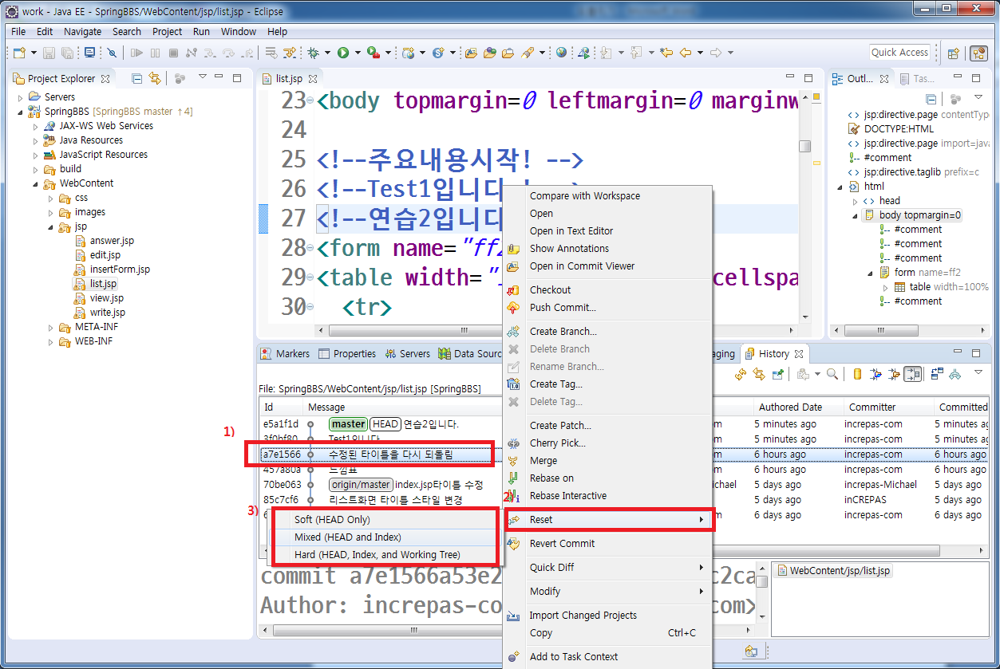 work - Java EE - SpringBBS/WebContent/jsp/list.jsp - Eclipse
File Edit Navigate Search Project Run Window Help
Quick Access
Project Explorer
Servers
SpringBBS [SpringBBS master ↑4]
JAX-WS Web Services
Java Resources
JavaScript Resources
build
WebContent
css
images
jsp
answer.jsp
edit.jsp
insertForm.jsp
list.jsp
view.jsp
write.jsp
META-INF
WEB-INF
list.jsp
23 <body topmargin=0 leftmargin=0 marginw
24
25 <!--주요내용시작! -->
26 <!--Test1입니다
27 <!--연습2입니다
28 <form name="ff2
29 <table width= cellspa
30 <tr>
Outl... Tas...
jsp:directive.page contentType
DOCTYPE:HTML
jsp:directive.page import=java
#comment
jsp:directive.taglib prefix=c
html
head
body topmargin=0
#comment
#comment
#comment
form name=ff2
table width=100%
#comment
Compare with Workspace
Open
Open in Text Editor
Show Annotations
Open in Commit Viewer
Checkout
Push Commit...
Create Branch...
Delete Branch
Rename Branch...
Create Tag...
Delete Tag...
Create Patch...
Cherry Pick...
Merge
Rebase on
Rebase Interactive
2)
Reset
Revert Commit
Quick Diff
Modify
Import Changed Projects
Copy Ctrl+C
Add to Task Context
Markers Properties Servers Data Sourc aging History
File: SpringBBS/WebContent/jsp/list.jsp [SpringBBS]
Id Message Authored Date Committer Committed
e5a1f1d master HEAD 연습2입니다. om 5 minutes ago increpas-com 5 minutes ago
1)
3f0bf80 Test1입니다 om 5 minutes ago increpas-com 5 minutes ago
a7e1566 수정된 타이틀을 다시 되돌림 om 6 hours ago increpas-com 6 hours ago
457a80a 느낌표 om 6 hours ago increpas-com 6 hours ago
70be063 origin/master index.jsp타이틀 수정 ichael 5 days ago increpas-Michael 5 days ago
85c7cf6 리스트화면 타이틀 스타일 변경 5 days ago inCREPAS 5 days ago
6 om 6 days ago increpas-com 6 days ago
3)
Soft (HEAD Only)
Mixed (HEAD and Index)
Hard (HEAD, Index, and Working Tree)
commit a7e1566a53e2 c2ca
Author: increpas-co com>
WebContent/jsp/list.jsp